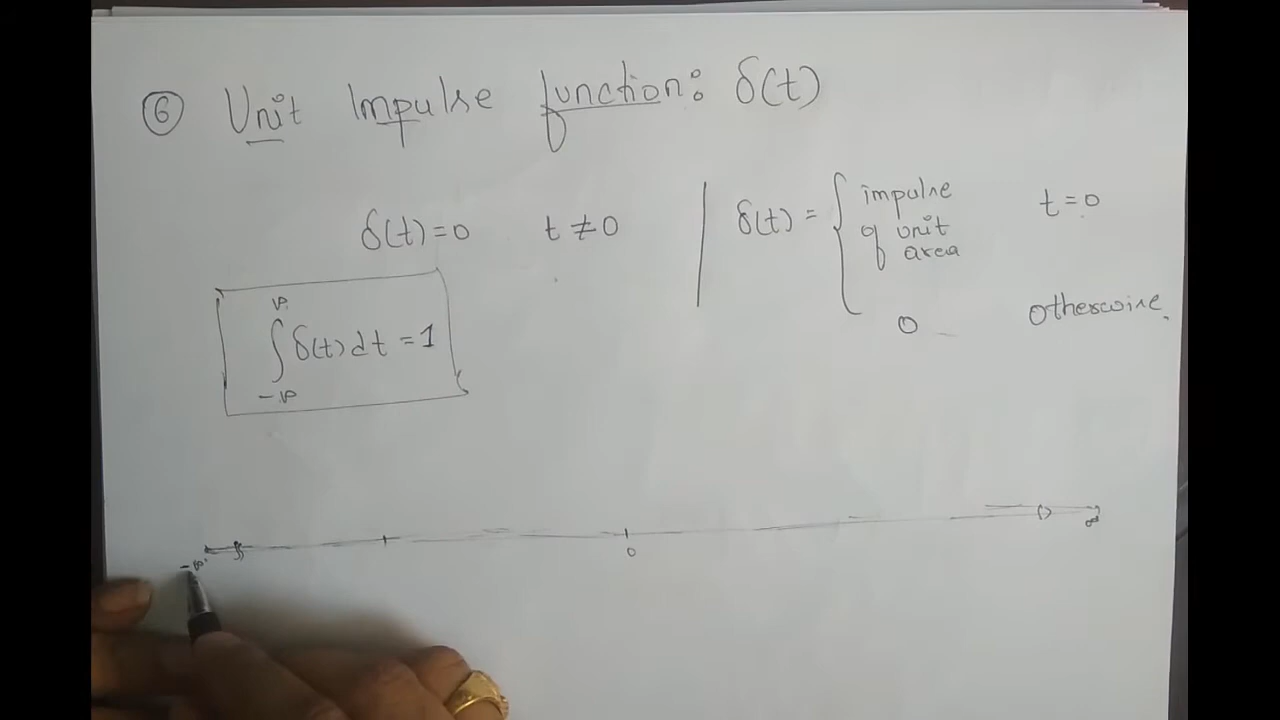 ⑥ Unit Impulse function: δ(t)
δ(t)=0 t ≠ 0
∞
∫ δ(t) dt = 1
-∞
δ(t) = { impulse t=0
of unit
area
0 otherwise.
-∞ 0 ∞